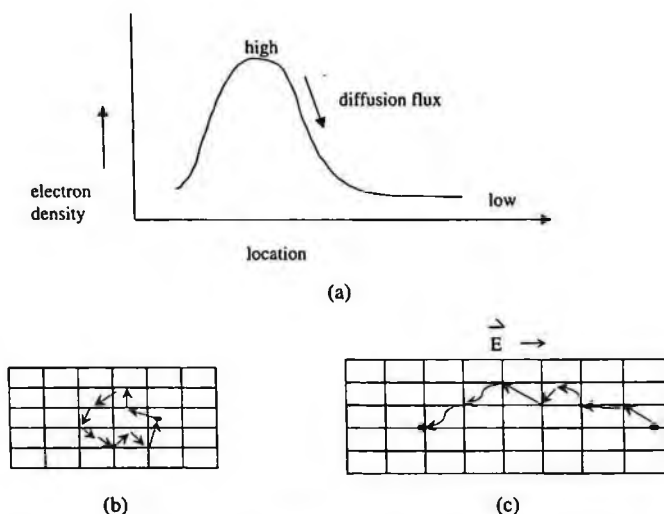 high
diffusion flux
electron
density
low
location
(a)
E
(b)
(c)